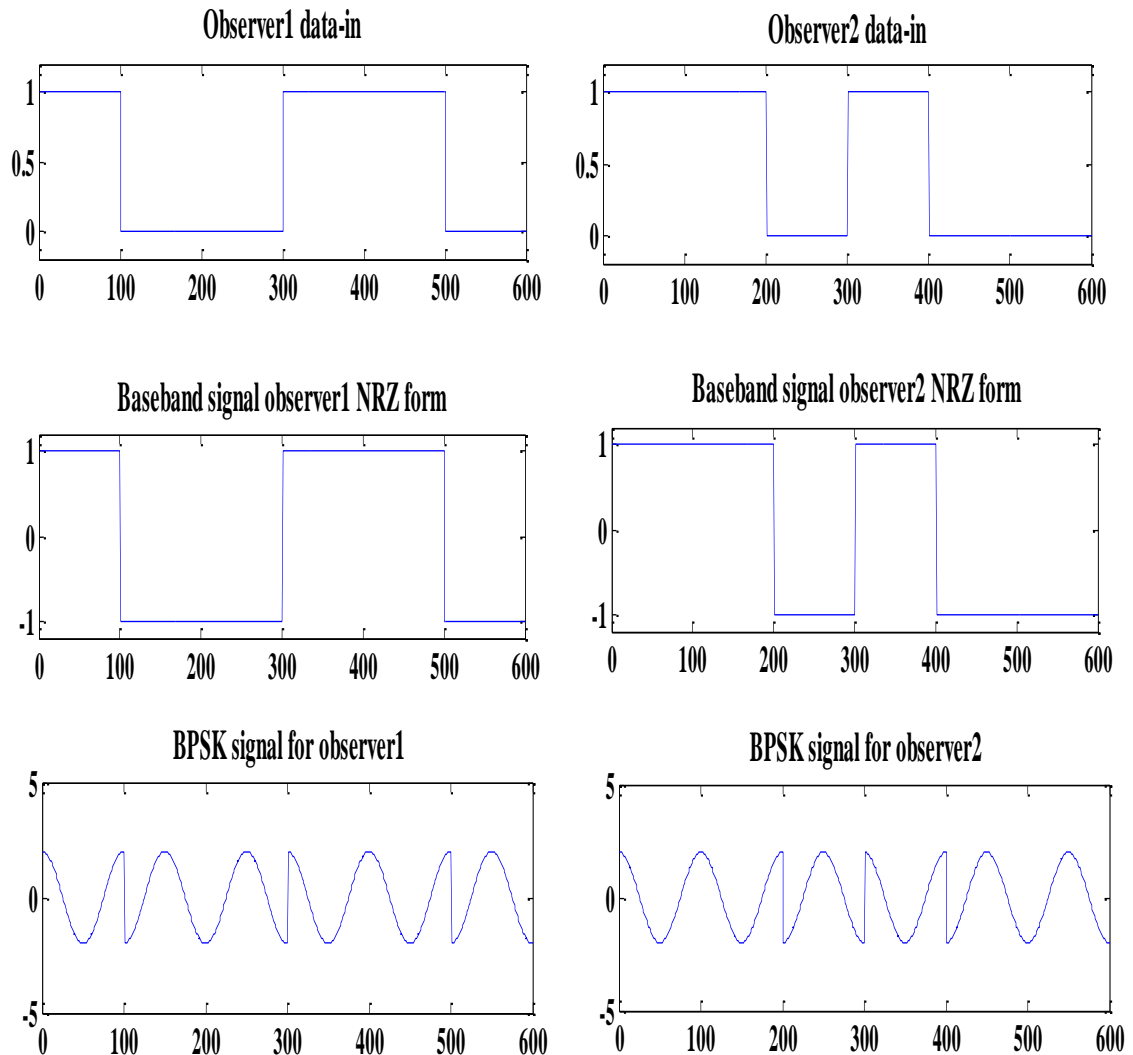 Observer1 data-in
1
0.5
0
0 100 200 300 400 500 600
Observer2 data-in
1
0.5
0
0 100 200 300 400 500 600
Baseband signal observer1 NRZ form
1
0
-1
0 100 200 300 400 500 600
Baseband signal observer2 NRZ form
1
0
-1
0 100 200 300 400 500 600
BPSK signal for observer1
5
0
-5
0 100 200 300 400 500 600
BPSK signal for observer2
5
0
-5
0 100 200 300 400 500 600